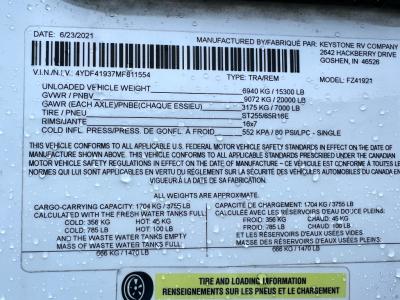 DATE: 6/23/2021
MANUFACTURED BY/FABRIQUÉ PAR: KEYSTONE RV COMPANY
2642 HACKBERRY DRIVE
GOSHEN, IN 46526
V.I.N./N.I.V.: 4YDF41937MF811554
TYPE: TRA/REM
MODEL: FZ41921
UNLOADED VEHICLE WEIGHT 6940 KG / 15300 LB
GVWR / PNBV 9072 KG / 20000 LB
GAWR (EACH AXLE)/PNBE(CHAQUE ESSIEU) 3175 KG / 7000 LB
TIRE / PNEU ST255/85R16E
RIMS/JANTE 16x7
COLD INFL. PRESS./PRESS. DE GONFL. À FROID 552 KPA / 80 PSI/LPC - SINGLE
THIS VEHICLE CONFORMS TO ALL APPLICABLE U.S. FEDERAL MOTOR VEHICLE SAFETY STANDARDS IN EFFECT ON THE DATE OF
MANUFACTURE SHOWN ABOVE. THIS VEHICLE CONFORMS TO ALL APPLICABLE STANDARDS PRESCRIBED UNDER THE CANADIAN
MOTOR VEHICLE SAFETY REGULATIONS IN EFFECT ON THE DATE OF MANUFACTURE - CE VÉHICULE EST CONFORME À TOUTES LES
NORMES QUI LUI SONT APPLICABLES EN VERTU DU RÈGLEMENT SUR LA SÉCURITÉ DES VÉHICULES AUTOMOBILES DU CANADA EN
VIGUEUR À LA DATE DE SA FABRICATION.
ALL WEIGHTS ARE MAXIMUM.
CARGO-CARRYING CAPACITY: 1704 KG / 3755 LB
CALCULATED WITH THE FRESH WATER TANKS FULL:
COLD: 356 KG HOT: 45 KG
COLD: 785 LB HOT: 100 LB
AND THE WASTE WATER TANKS EMPTY
MASS OF WASTE WATER TANKS FULL:
666 KG / 1470 LB
CAPACITÉ DE CHARGEMENT: 1704 KG / 3755 LB
CALCULÉE AVEC LES RÉSERVOIRS D'EAU DOUCE PLEINS:
FROID: 356 KG CHAUD: 45 KG
FROID: 785 LB CHAUD: 100 LB
ET LES RÉSERVOIRS D'EAUX USÉES VIDES
MASSE DES RÉSERVOIRS D'EAUX USÉES PLEINS:
666 KG / 1470 LB
TIRE AND LOADING INFORMATION
RENSEIGNEMENTS SUR LES PNEUS ET LE CHARGEMENT